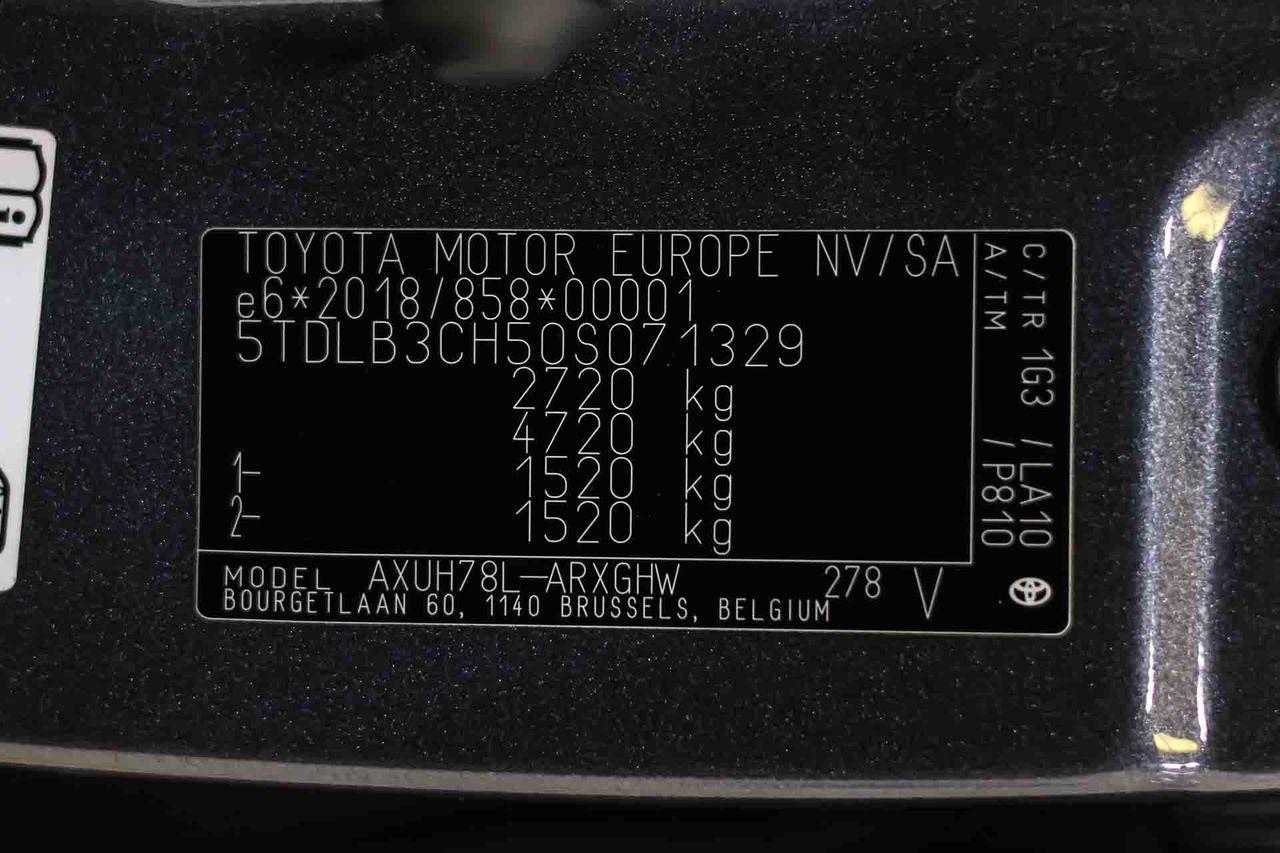 TOYOTA MOTOR EUROPE NV/SA
e6*2018/858*00001
5TDLB3CH50S071329
2720 kg
4720 kg
1- 1520 kg
2- 1520 kg
MODEL AXUH78L-ARXGHW 278 V
BOURGETLAAN 60, 1140 BRUSSELS, BELGIUM
C/TR 1G3 /LA10
A/TM /P810